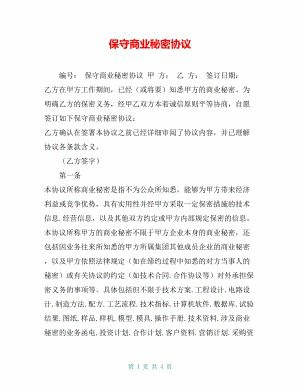 保守商业秘密协议
编号： 保守商业秘密协议 甲 方： 乙 方： 签订日期：
乙方在甲方工作期间，已经（或将要）知悉甲方的商业秘密。为
明确乙方的保密义务，经甲乙双方本着诚信原则平等协商，自愿
签订如下保守商业秘密协议：
乙方确认在签署本协议之前已经详细审阅了协议内容，并已理解
协议各条款含义。
（乙方签字）
第一条
本协议所称商业秘密是指不为公众所知悉，能够为甲方带来经济
利益或竞争优势，具有实用性并经甲方采取一定保密措施的技术
信息.经营信息，以及其他双方约定或甲方内部规定保密的信息。
本协议所称甲方的商业秘密不限于甲方企业本身的商业秘密，还
包括因业务往来所知悉的甲方所属集团其他成员企业的商业秘密
，以及甲方依照法律规定（如在缔约过程中知悉的对方当事人的
秘密）或有关协议的约定（如技术合同.合作协议等）对外承担保
密义务的事项等。具体包括但不限于技术方案.工程设计.电路设
计.制造方法.配方.工艺流程.技术指标.计算机软件.数据库.试验
结果.图纸.样品.样机.模型.模具.操作手册.技术文档.涉及商业
秘密的业务函电.投资计划.合作计划.客户资料.营销计划.采购资
第 1 页 共 4 页